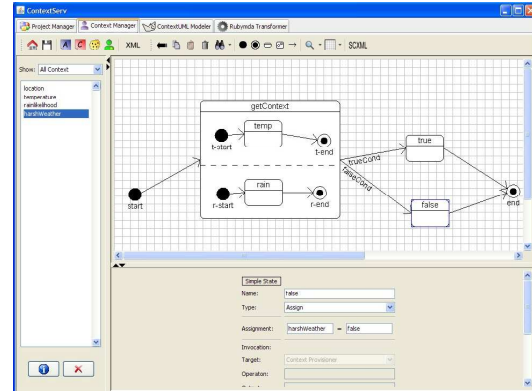 ContextServ
Project Manager Context Manager ContextUML Modeler Rubymda Transformer
XML SCXML
Show: All Context
location
temperature
rainlikelihood
harshWeather
getContext
temp
t-start
t-end
true
trueCond
falseCond
rain
r-start
r-end
false
start
end
Simple State
Name: false
Type: Assign
Assignment: harshWeather = false
Invocation:
Target: Context Provisioner
Operation: